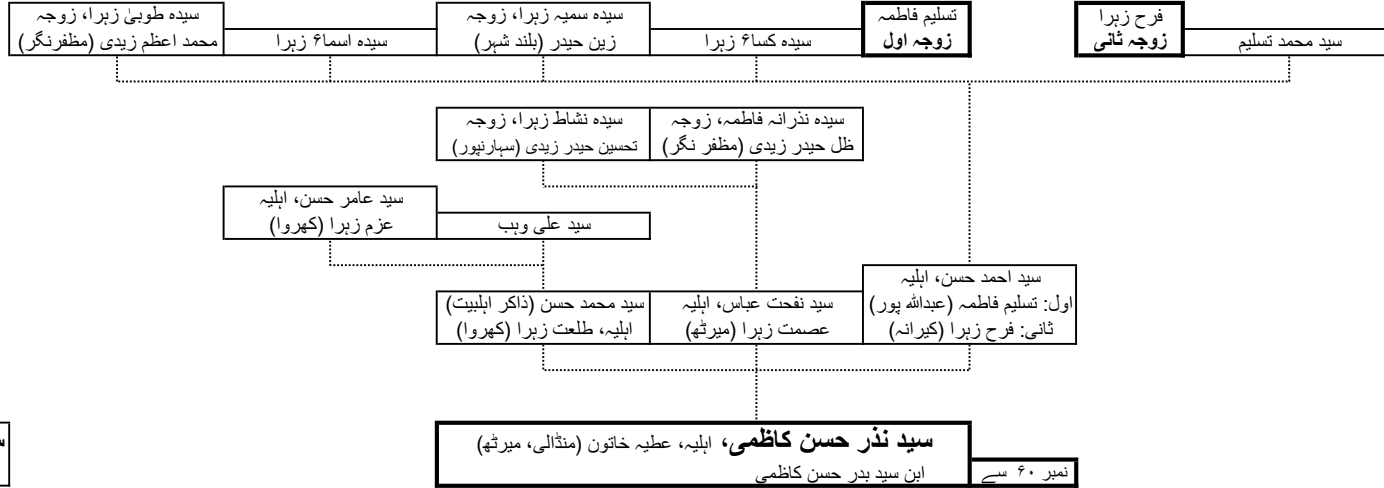 سید محمد تسلیم
فرح زہرا
زوجہ ثانی
تسلیم فاطمہ
زوجہ اول
سیدہ کساء زہرا
سیدہ سمیہ زہرا، زوجہ
زین حیدر (بلند شہر)
سیدہ اسماء زہرا
سیدہ طوبیٰ زہرا، زوجہ
محمد اعظم زیدی (مظفرنگر)
سیدہ نذرانہ فاطمہ، زوجہ
ظل حیدر زیدی (مظفر نگر)
سیدہ نشاط زہرا، زوجہ
تحسین حیدر زیدی (سہارنپور)
سید علی وہب
سید عامر حسن، اہلیہ
عزم زہرا (کھروا)
سید احمد حسن، اہلیہ
اول: تسلیم فاطمہ (عبداللہ پور)
ثانی: فرح زہرا (کیرانہ)
سید نفحت عباس، اہلیہ
عصمت زہرا (میرٹھ)
سید محمد حسن (ذاکر اہلبیت)
اہلیہ، طلعت زہرا (کھروا)
سید نذر حسن کاظمی، اہلیہ، عطیہ خاتون (منڈالی، میرٹھ)
ابن سید بدر حسن کاظمی
نمبر ۶۰ سے